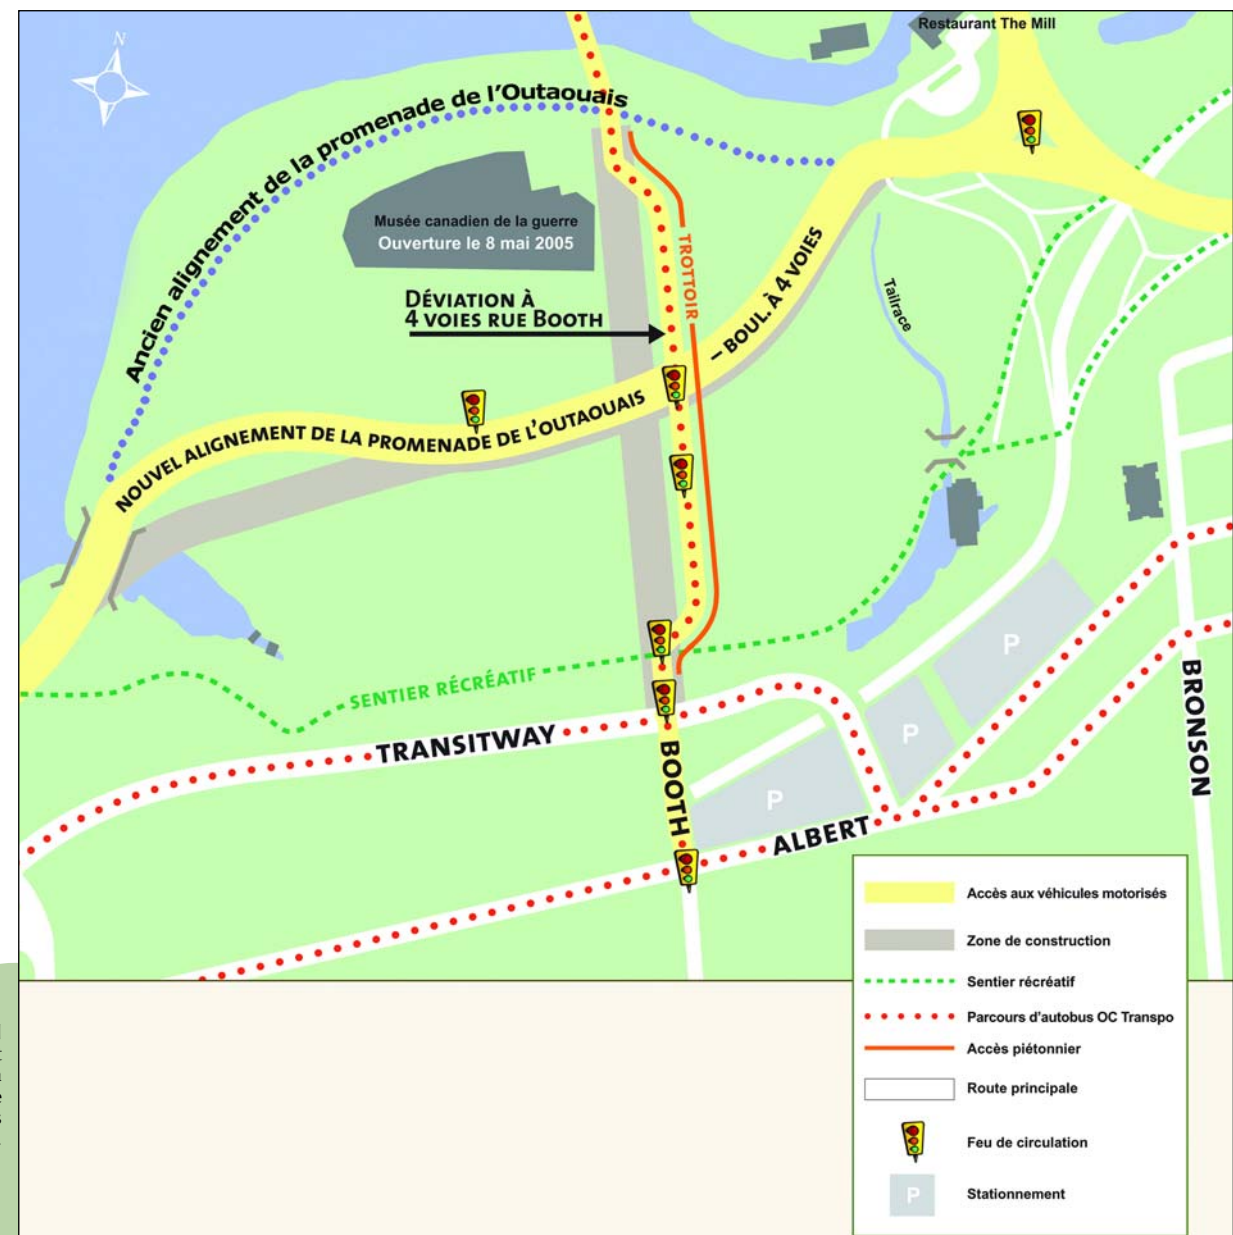 Restaurant The Mill
N
Ancien alignement de la promenade de l'Outaouais
Musée canadien de la guerre
Ouverture le 8 mai 2005
TROTTOIR
DÉVIATION À
4 VOIES RUE BOOTH
– BOUL. À 4 VOIES
Tailrace
NOUVEL ALIGNEMENT DE LA PROMENADE DE L'OUTAOUAIS
SENTIER RÉCRÉATIF
P
BRONSON
TRANSITWAY
P
BOOTH
P
ALBERT
Accès aux véhicules motorisés
Zone de construction
Sentier récréatif
Parcours d'autobus OC Transpo
Accès piétonnier
Route principale
Feu de circulation
P
Stationnement